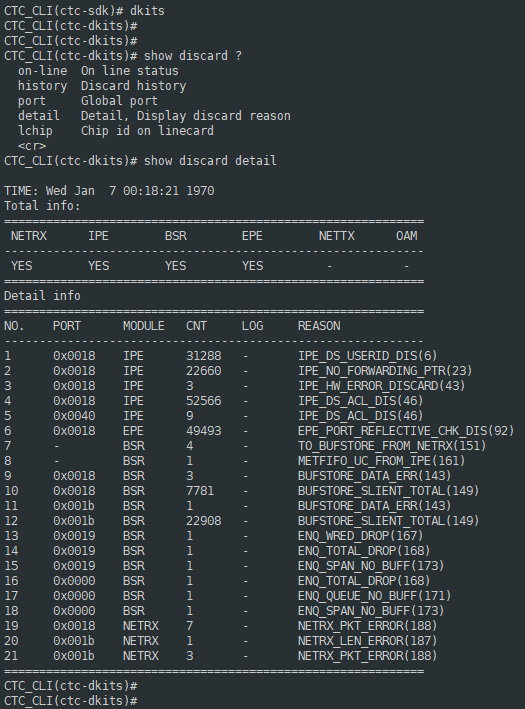 CTC_CLI(ctc-sdk)# dkits
CTC_CLI(ctc-dkits)#
CTC_CLI(ctc-dkits)#
CTC_CLI(ctc-dkits)# show discard ?
  on-line  On line status
  history  Discard history
  port     Global port
  detail   Detail, Display discard reason
  lchip    Chip id on linecard
  <cr>
CTC_CLI(ctc-dkits)# show discard detail
TIME: Wed Jan  7 00:18:21 1970
Total info:
============================================================
 NETRX      IPE        BSR        EPE        NETTX      OAM
------------------------------------------------------------
 YES        YES        YES        YES        -          -
============================================================
Detail info
============================================================
NO.    PORT      MODULE   CNT     LOG     REASON
------------------------------------------------------------
1      0x0018    IPE      31288   -       IPE_DS_USERID_DIS(6)
2      0x0018    IPE      22660   -       IPE_NO_FORWARDING_PTR(23)
3      0x0018    IPE      3       -       IPE_HW_ERROR_DISCARD(43)
4      0x0018    IPE      52566   -       IPE_DS_ACL_DIS(46)
5      0x0040    IPE      9       -       IPE_DS_ACL_DIS(46)
6      0x0018    EPE      49493   -       EPE_PORT_REFLECTIVE_CHK_DIS(92)
7      -         BSR      4       -       TO_BUFSTORE_FROM_NETRX(151)
8      -         BSR      1       -       METFIFO_UC_FROM_IPE(161)
9      0x0018    BSR      3       -       BUFSTORE_DATA_ERR(143)
10     0x0018    BSR      7781    -       BUFSTORE_SLIENT_TOTAL(149)
11     0x001b    BSR      1       -       BUFSTORE_DATA_ERR(143)
12     0x001b    BSR      22908   -       BUFSTORE_SLIENT_TOTAL(149)
13     0x0019    BSR      1       -       ENQ_WRED_DROP(167)
14     0x0019    BSR      1       -       ENQ_TOTAL_DROP(168)
15     0x0019    BSR      1       -       ENQ_SPAN_NO_BUFF(173)
16     0x0000    BSR      1       -       ENQ_TOTAL_DROP(168)
17     0x0000    BSR      1       -       ENQ_QUEUE_NO_BUFF(171)
18     0x0000    BSR      1       -       ENQ_SPAN_NO_BUFF(173)
19     0x0018    NETRX    7       -       NETRX_PKT_ERROR(188)
20     0x001b    NETRX    1       -       NETRX_LEN_ERROR(187)
21     0x001b    NETRX    3       -       NETRX_PKT_ERROR(188)
============================================================
CTC_CLI(ctc-dkits)#
CTC_CLI(ctc-dkits)#